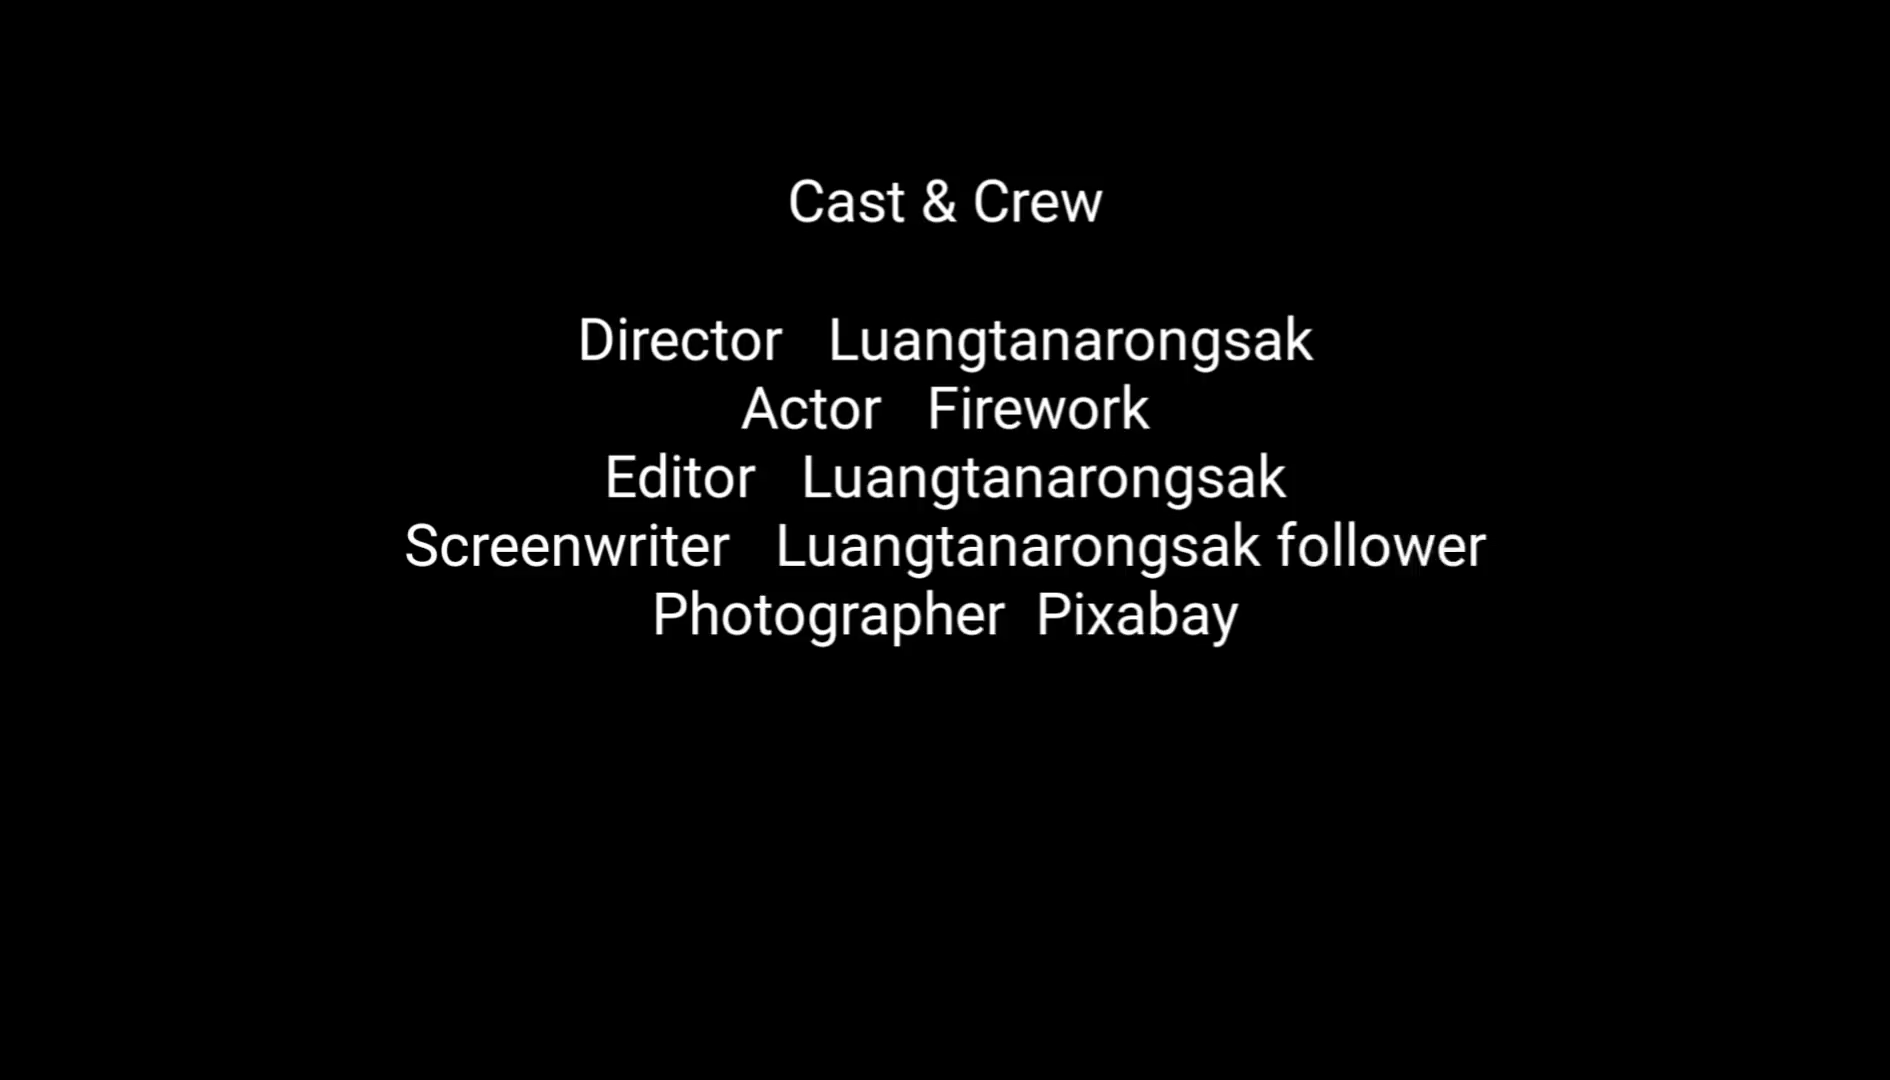 Cast & Crew
Director Luangtanarongsak
Actor Firework
Editor Luangtanarongsak
Screenwriter Luangtanarongsak follower
Photographer Pixabay